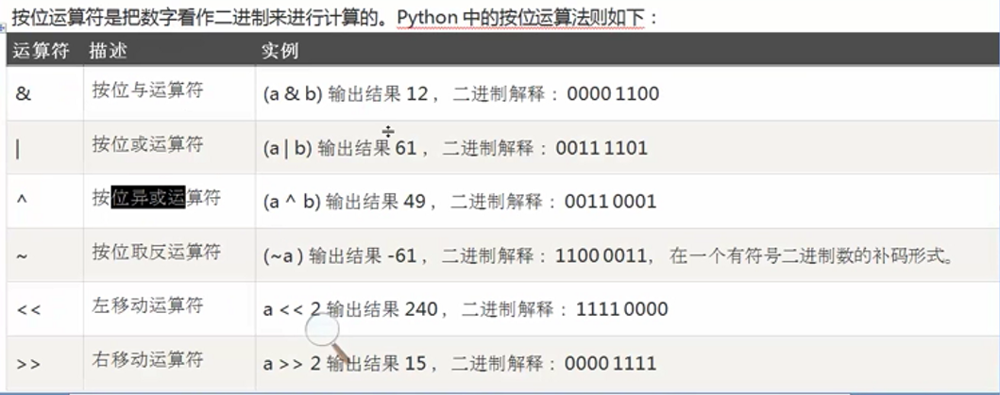 按位运算符是把数字看作二进制来进行计算的。Python 中的按位运算法则如下：
运算符 描述 实例
& 按位与运算符 (a & b) 输出结果 12 ，二进制解释：0000 1100
| 按位或运算符 (a | b) 输出结果 61 ，二进制解释：0011 1101
^ 按位异或运算符 (a ^ b) 输出结果 49 ，二进制解释：0011 0001
~ 按位取反运算符 (~a ) 输出结果 -61 ，二进制解释：1100 0011， 在一个有符号二进制数的补码形式。
<< 左移动运算符 a << 2 输出结果 240 ，二进制解释：1111 0000
>> 右移动运算符 a >> 2 输出结果 15 ，二进制解释：0000 1111